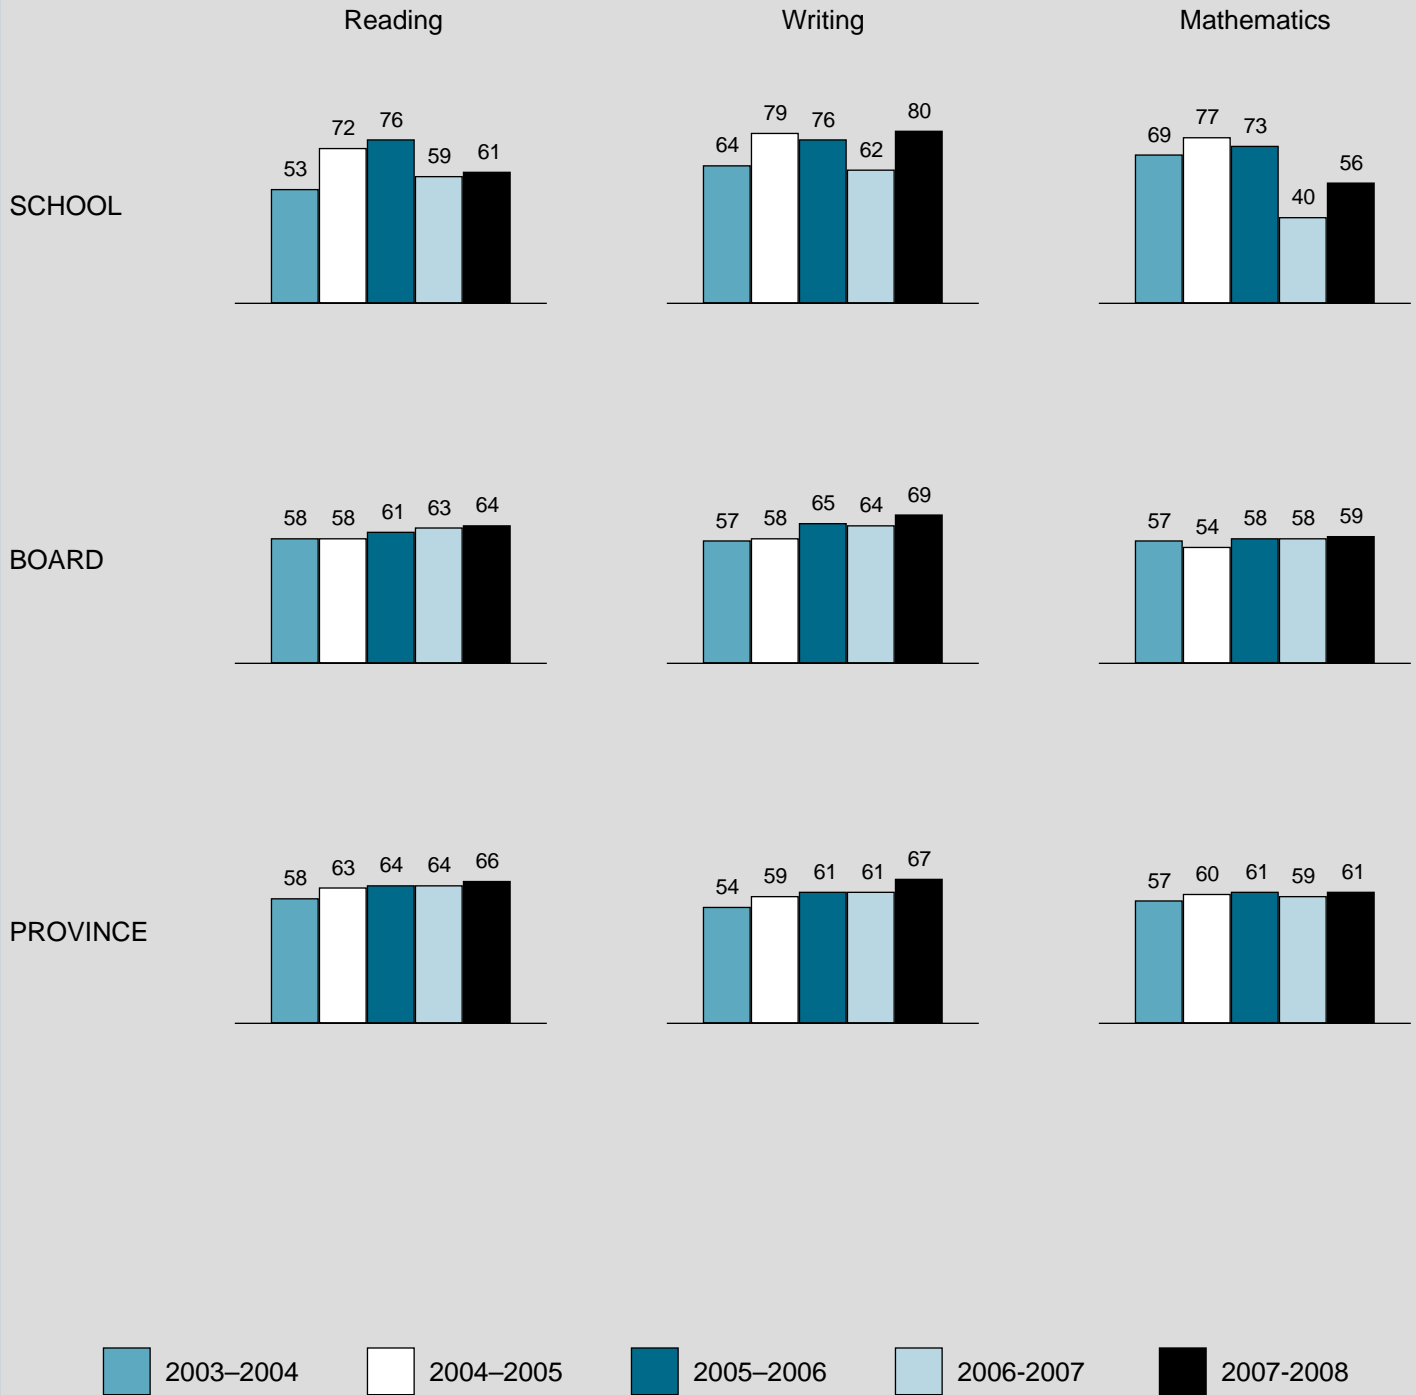 Reading Writing Mathematics
SCHOOL
53 72 76 59 61
64 79 76 62 80
69 77 73 40 56
BOARD
58 58 61 63 64
57 58 65 64 69
57 54 58 58 59
PROVINCE
58 63 64 64 66
54 59 61 61 67
57 60 61 59 61
2003–2004 2004–2005 2005–2006 2006-2007 2007-2008